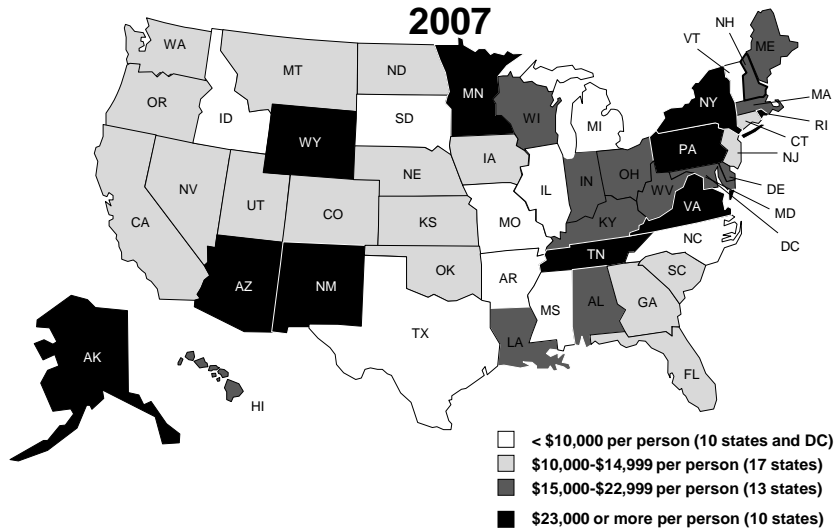 2007
WA
MT
ND
MN
OR
ID
WY
SD
WI
MI
VT
NH
ME
NY
MA
RI
CT
NJ
PA
NV
UT
CO
NE
IA
IL
IN
OH
WV
VA
DE
MD
DC
CA
KS
MO
KY
NC
TN
AZ
NM
OK
AR
SC
MS
AL
GA
TX
LA
FL
AK
HI
< $10,000 per person (10 states and DC)
$10,000-$14,999 per person (17 states)
$15,000-$22,999 per person (13 states)
$23,000 or more per person (10 states)